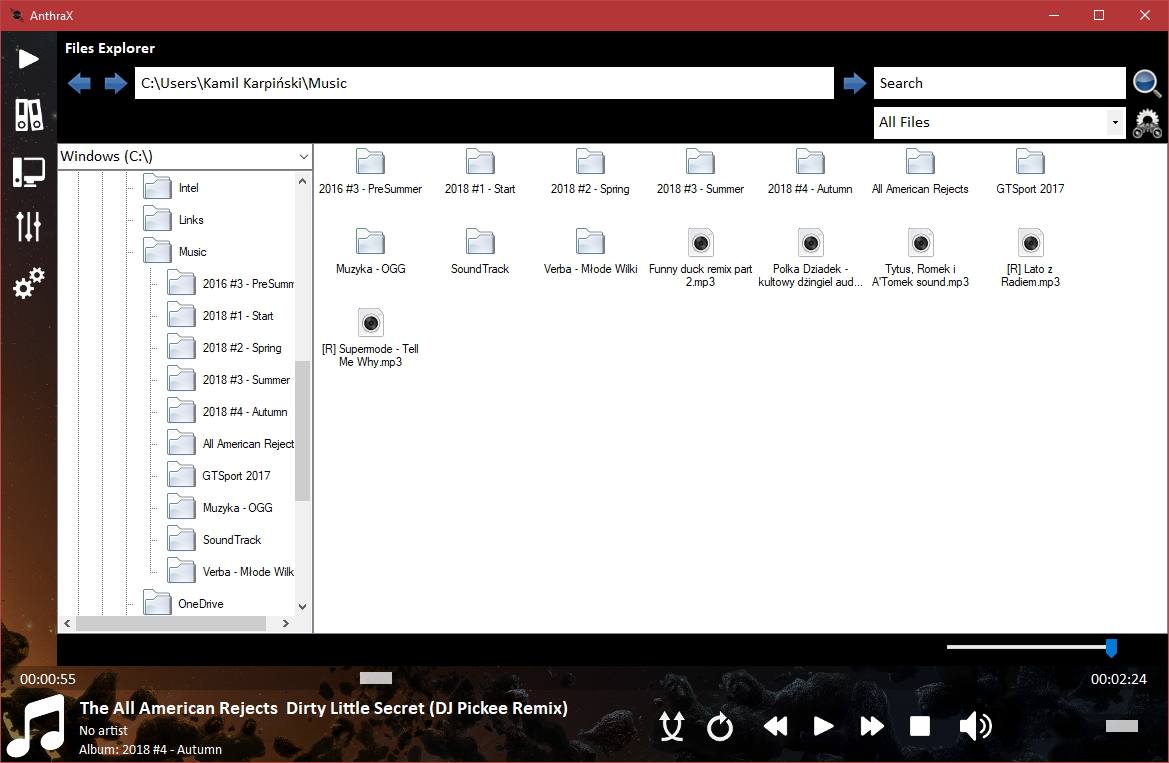 AnthraX
Files Explorer
C:\Users\Kamil Karpiński\Music
Search
All Files
Windows (C:\)
Intel
Links
Music
2016 #3 - PreSumm
2018 #1 - Start
2018 #2 - Spring
2018 #3 - Summer
2018 #4 - Autumn
All American Reject
GTSport 2017
Muzyka - OGG
SoundTrack
Verba - Młode Wilk
OneDrive
2016 #3 - PreSummer
2018 #1 - Start
2018 #2 - Spring
2018 #3 - Summer
2018 #4 - Autumn
All American Rejects
GTSport 2017
Muzyka - OGG
SoundTrack
Verba - Młode Wilki
Funny duck remix part
2.mp3
Polka Dziadek -
kultowy dżingiel aud...
Tytus, Romek i
A'Tomek sound.mp3
[R] Lato z
Radiem.mp3
[R] Supermode - Tell
Me Why.mp3
00:00:55
00:02:24
The All American Rejects  Dirty Little Secret (DJ Pickee Remix)
No artist
Album: 2018 #4 - Autumn